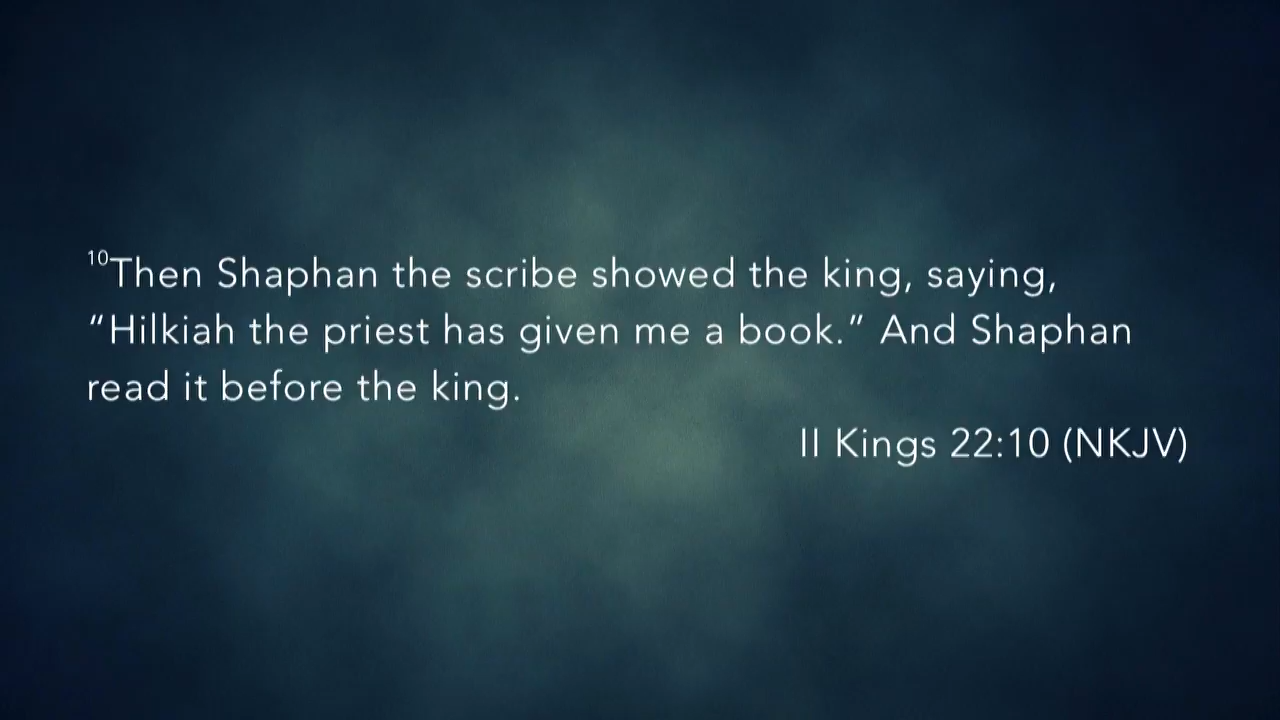 10Then Shaphan the scribe showed the king, saying,
“Hilkiah the priest has given me a book.” And Shaphan
read it before the king.
II Kings 22:10 (NKJV)